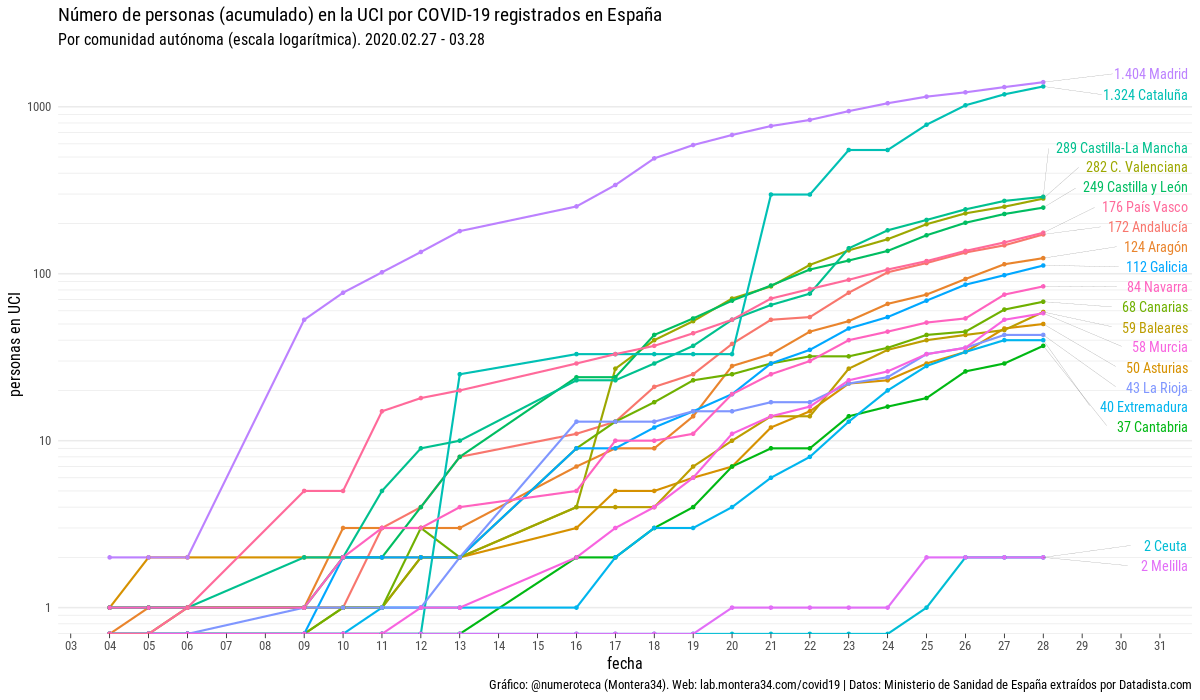 Número de personas (acumulado) en la UCI por COVID-19 registrados en España
Por comunidad autónoma (escala logarítmica). 2020.02.27 - 03.28
personas en UCI
1000
100
10
1
1.404 Madrid
1.324 Cataluña
289 Castilla-La Mancha
282 C. Valenciana
249 Castilla y León
176 País Vasco
172 Andalucía
124 Aragón
112 Galicia
84 Navarra
68 Canarias
59 Baleares
58 Murcia
50 Asturias
43 La Rioja
40 Extremadura
37 Cantabria
2 Ceuta
2 Melilla
03 04 05 06 07 08 09 10 11 12 13 14 15 16 17 18 19 20 21 22 23 24 25 26 27 28 29 30 31
fecha
Gráfico: @numeroteca (Montera34). Web: lab.montera34.com/covid19 | Datos: Ministerio de Sanidad de España extraídos por Datadista.com